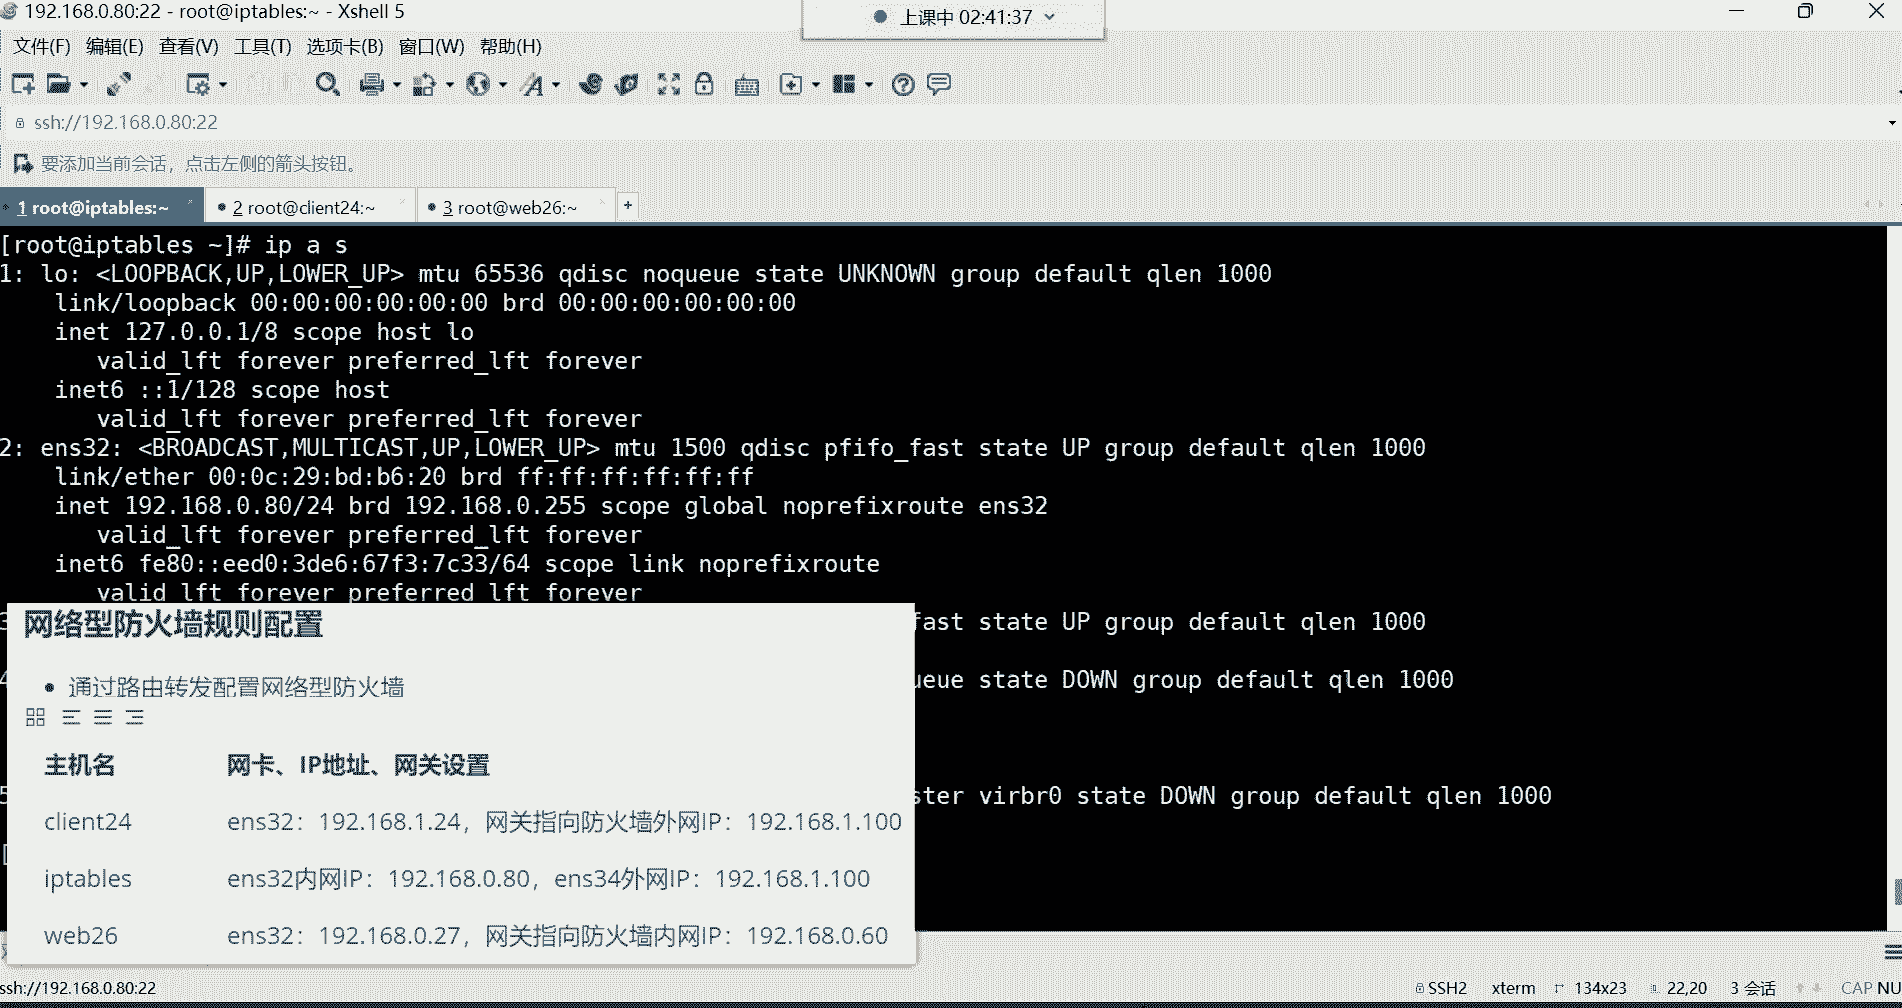 192.168.0.80:22 - root@iptables:~ - Xshell 5
上课中 02:41:37
文件(F) 编辑(E) 查看(V) 工具(T) 选项卡(B) 窗口(W) 帮助(H)
ssh://192.168.0.80:22
要添加当前会话，点击左侧的箭头按钮。
1 root@iptables:~ 2 root@client24:~ 3 root@web26:~ +
[root@iptables ~]# ip a s
1: lo: <LOOPBACK,UP,LOWER_UP> mtu 65536 qdisc noqueue state UNKNOWN group default qlen 1000
link/loopback 00:00:00:00:00:00 brd 00:00:00:00:00:00
inet 127.0.0.1/8 scope host lo
valid_lft forever preferred_lft forever
inet6 ::1/128 scope host
valid_lft forever preferred_lft forever
2: ens32: <BROADCAST,MULTICAST,UP,LOWER_UP> mtu 1500 qdisc pfifo_fast state UP group default qlen 1000
link/ether 00:0c:29:bd:b6:20 brd ff:ff:ff:ff:ff:ff
inet 192.168.0.80/24 brd 192.168.0.255 scope global noprefixroute ens32
valid_lft forever preferred_lft forever
inet6 fe80::eed0:3de6:67f3:7c33/64 scope link noprefixroute
valid_lft forever preferred_lft forever
fast state UP group default qlen 1000
ueue state DOWN group default qlen 1000
ster virbr0 state DOWN group default qlen 1000
网络型防火墙规则配置
• 通过路由转发配置网络型防火墙
主机名 网卡、IP地址、网关设置
client24 ens32：192.168.1.24，网关指向防火墙外网IP：192.168.1.100
iptables ens32内网IP：192.168.0.80，ens34外网IP：192.168.1.100
web26 ens32：192.168.0.27，网关指向防火墙内网IP：192.168.0.60
ssh://192.168.0.80:22 SSH2 xterm 134x23 22,20 3 会话 CAP NU